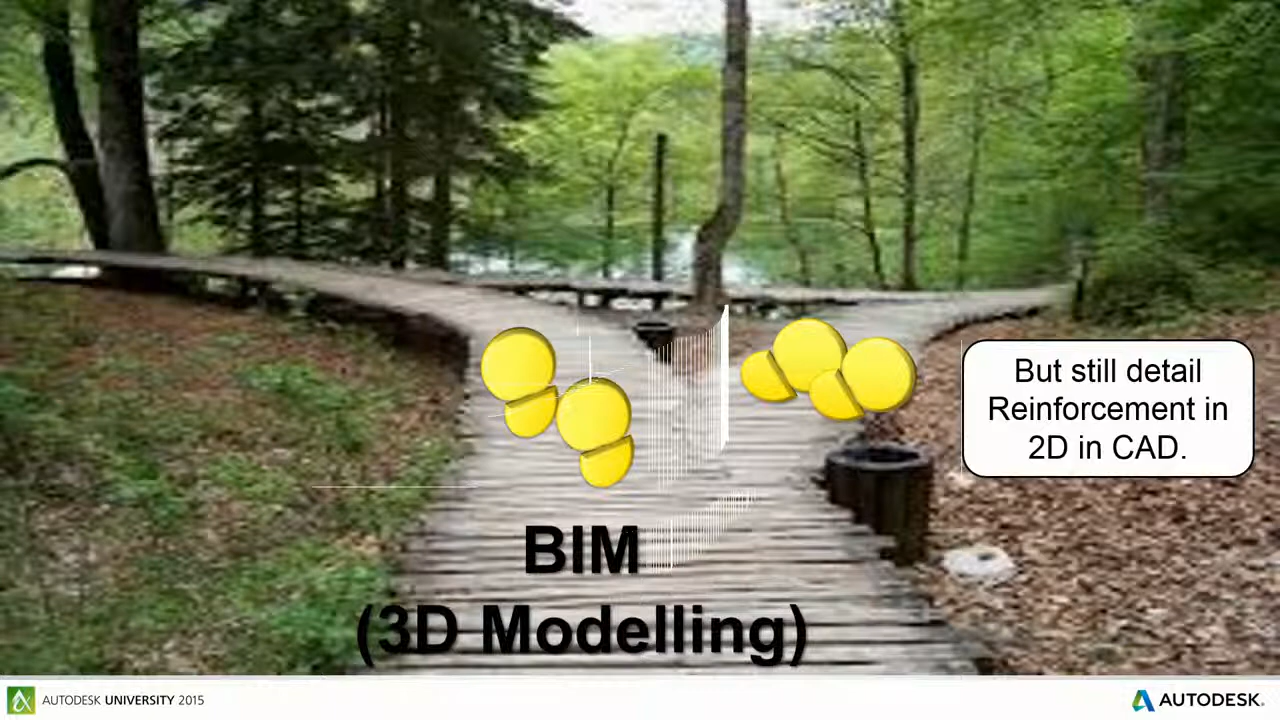 But still detail
Reinforcement in
2D in CAD.
BIM
(3D Modelling)
AUTODESK UNIVERSITY 2015
AUTODESK.